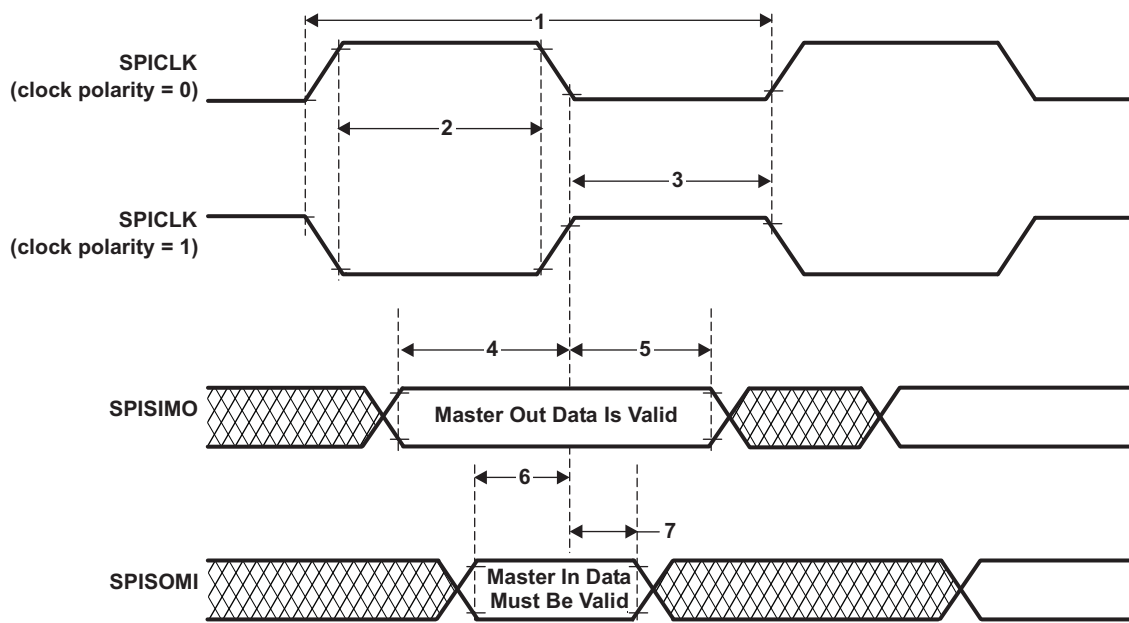 1
SPICLK
(clock polarity = 0)
2
3
SPICLK
(clock polarity = 1)
4
5
SPISIMO
Master Out Data Is Valid
6
7
SPISOMI
Master In Data
Must Be Valid